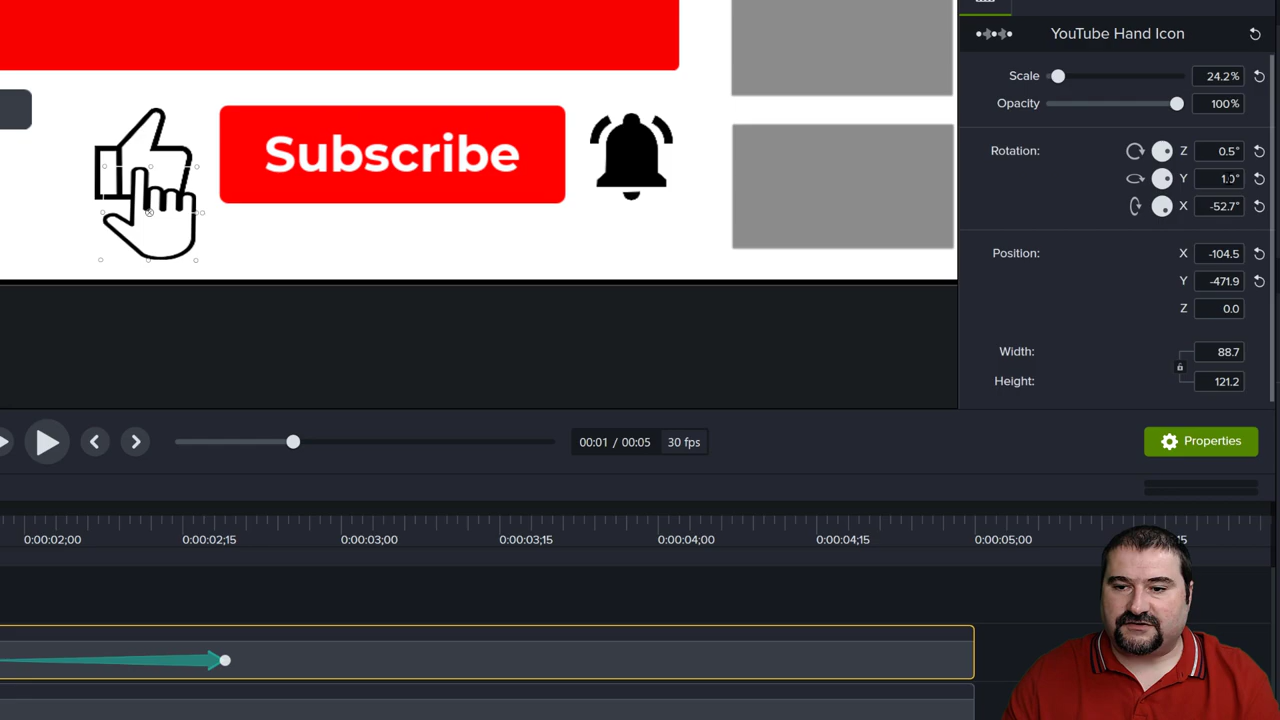 YouTube Hand Icon
Scale 24.2%
Opacity 100%
Subscribe
Rotation: Z 0.5°
Y 1.0°
X -52.7°
Position: X -104.5
Y -471.9
Z 0.0
Width: 88.7
Height: 121.2
00:01 / 00:05 30 fps
Properties
0:00:02;00 0:00:02;15 0:00:03;00 0:00:03;15 0:00:04;00 0:00:04;15 0:00:05;00 15